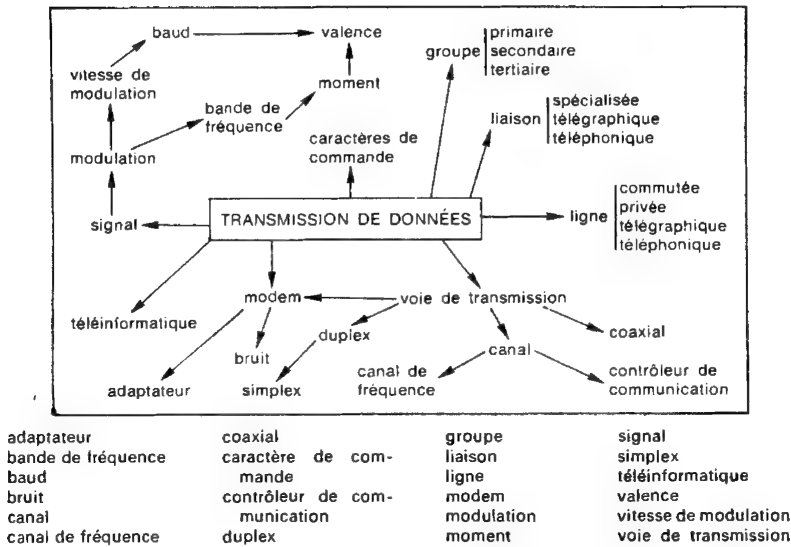 baud
valence
primaire
groupe
secondaire
tertiaire
vitesse de
modulation
moment
bande de
fréquence
spécialisée
liaison
télégraphique
téléphonique
modulation
caractères de
commande
commutée
signal
TRANSMISSION DE DONNÉES
ligne
privée
télégraphique
téléphonique
modem
voie de transmission
téléinformatique
duplex
coaxial
bruit
canal
adaptateur
simplex
canal de
fréquence
contrôleur de
communication
adaptateur
bande de fréquence
baud
bruit
canal
canal de fréquence
coaxial
caractère de com-
mande
contrôleur de com-
munication
duplex
groupe
liaison
ligne
modem
modulation
moment
signal
simplex
téléinformatique
valence
vitesse de modulation
voie de transmission